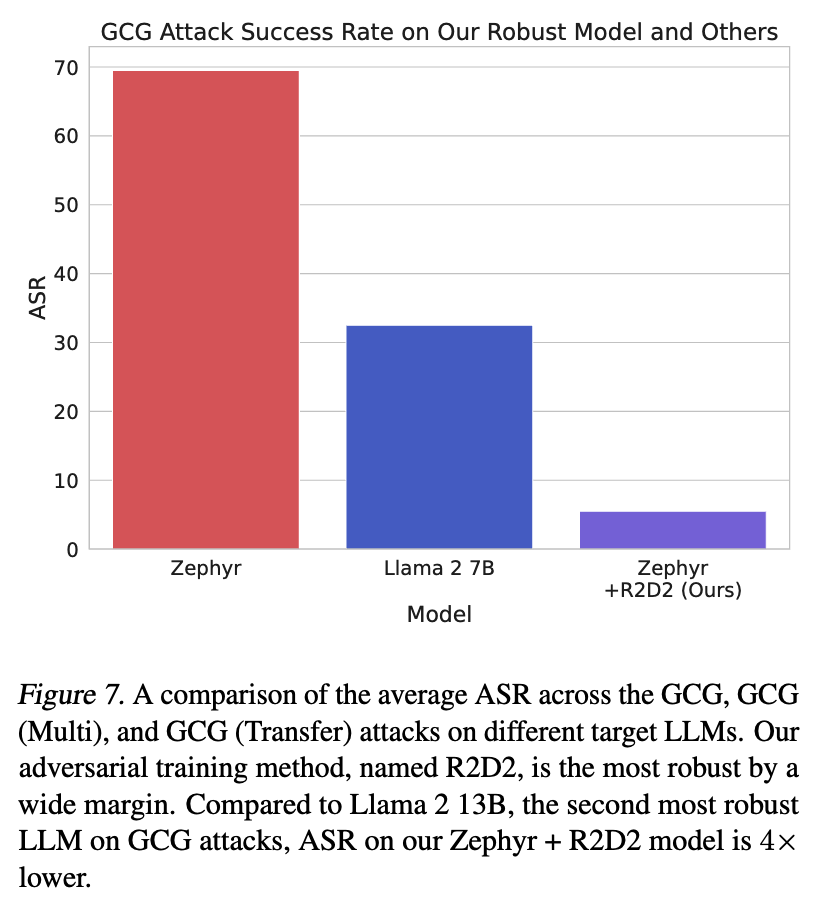 GCG Attack Success Rate on Our Robust Model and Others
70
60
50
40
30
20
10
0
ASR
Zephyr
Llama 2 7B
Zephyr
+R2D2 (Ours)
Model
Figure 7. A comparison of the average ASR across the GCG, GCG
(Multi), and GCG (Transfer) attacks on different target LLMs. Our
adversarial training method, named R2D2, is the most robust by a
wide margin. Compared to Llama 2 13B, the second most robust
LLM on GCG attacks, ASR on our Zephyr + R2D2 model is 4×
lower.